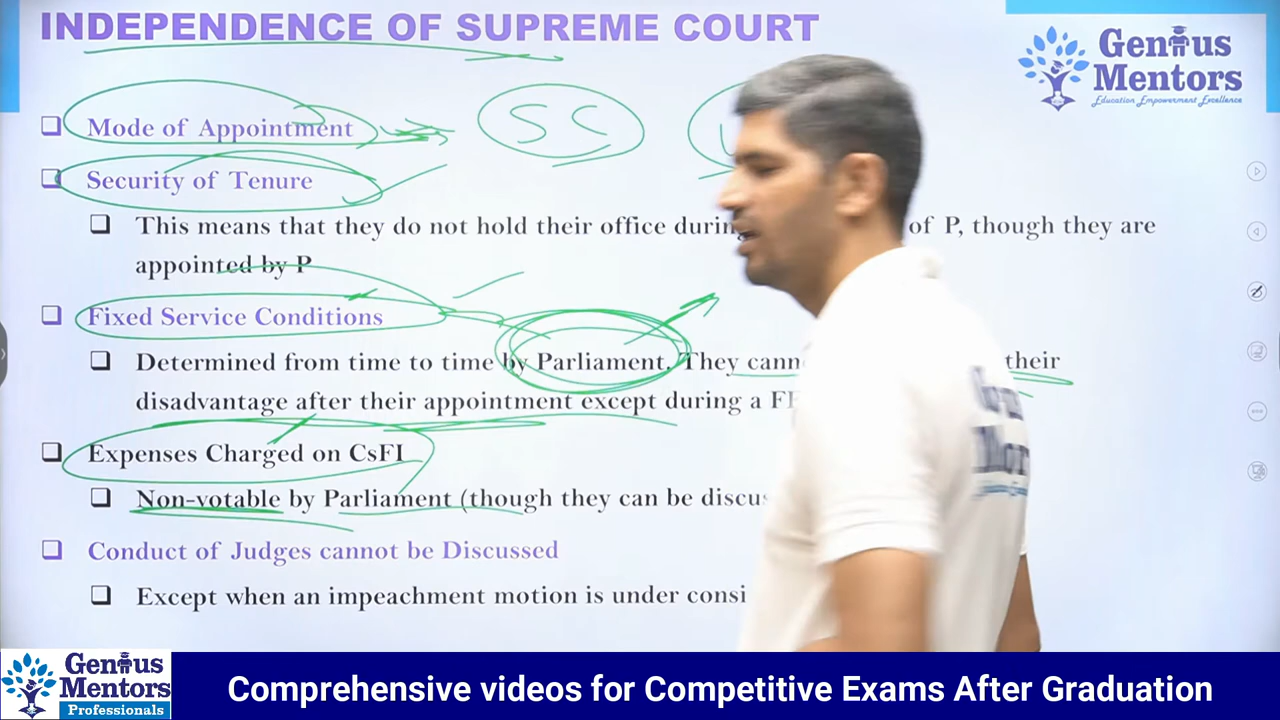 INDEPENDENCE OF SUPREME COURT
Genius
Mentors
Education Empowerment Excellence
Mode of Appointment
SC
Security of Tenure
This means that they do not hold their office of P, though they are
appointed by P
Fixed Service Conditions
Determined from time to time by Parliament. They their
disadvantage after their appointment except during a
Expenses Charged on CsFI
Non-votable by Parliament (though they can be
Conduct of Judges cannot be Discussed
Except when an impeachment motion is under
Genius
Mentors
Professionals
Comprehensive videos for Competitive Exams After Graduation